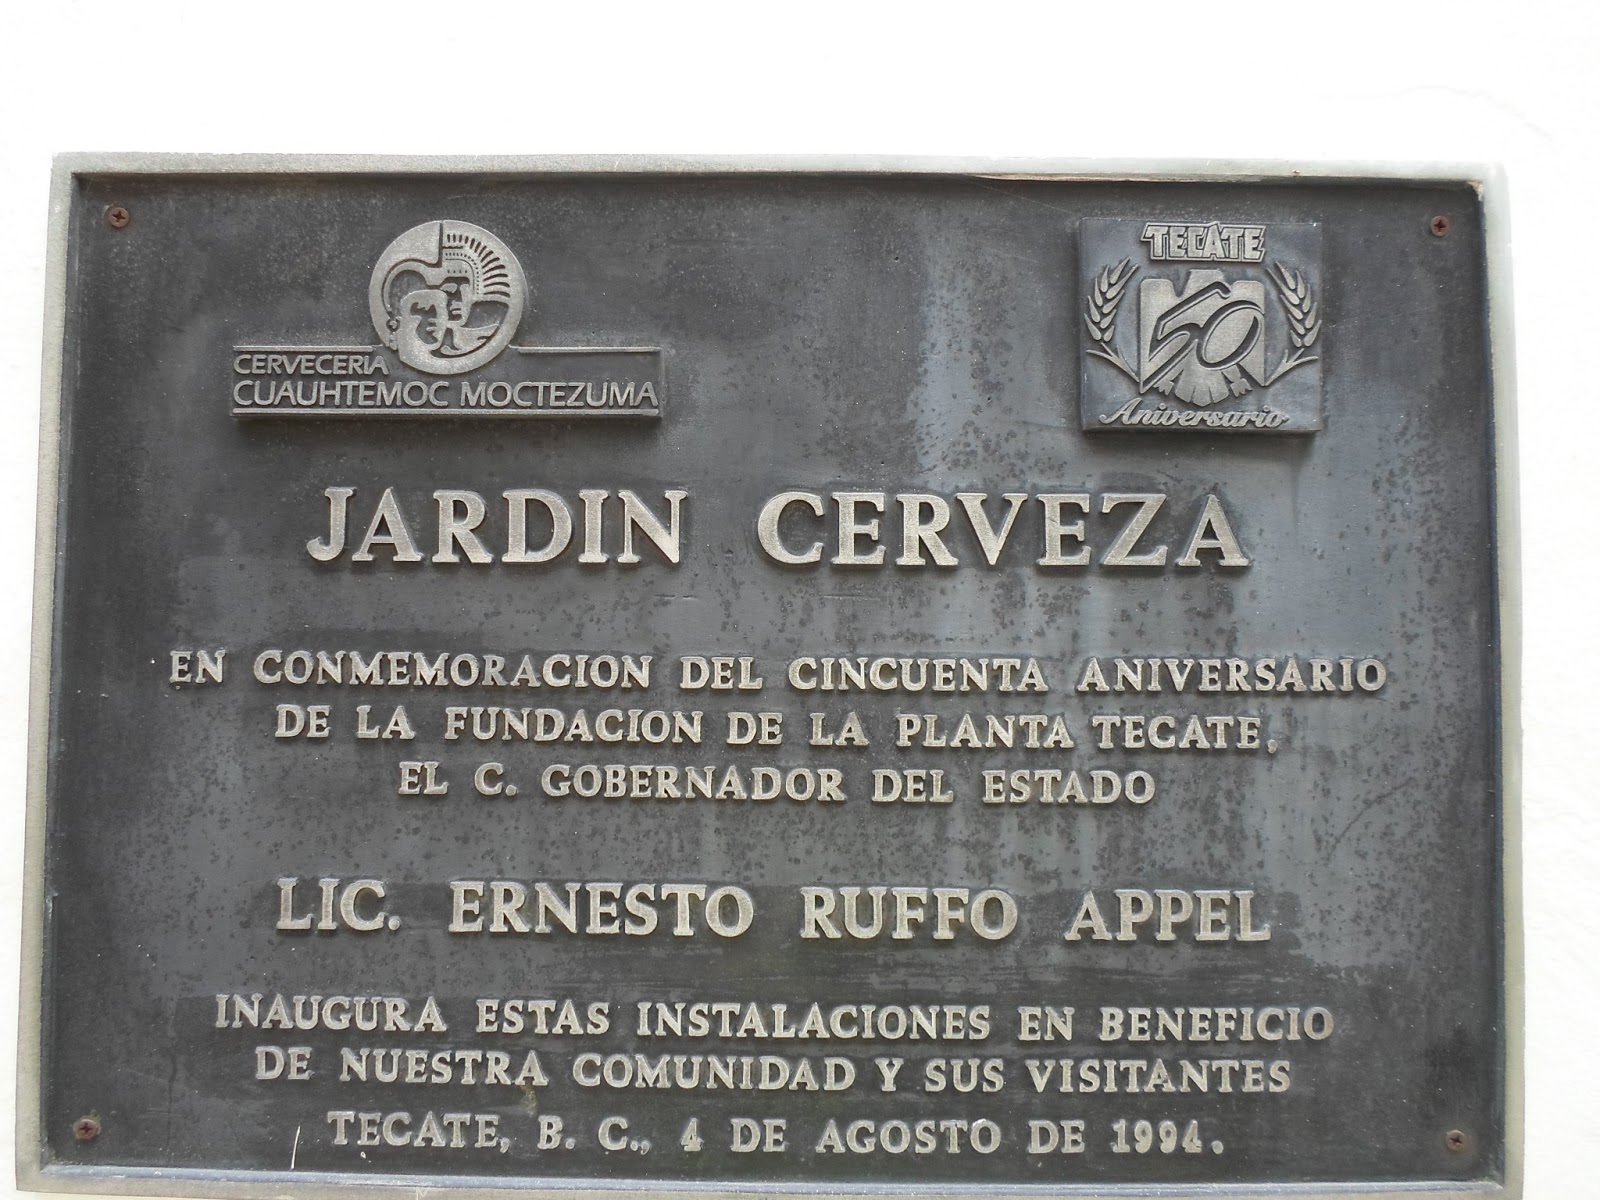 CERVECERIA
CUAUHTEMOC MOCTEZUMA
TECATE
50
Aniversario
JARDIN CERVEZA
EN CONMEMORACION DEL CINCUENTA ANIVERSARIO
DE LA FUNDACION DE LA PLANTA TECATE,
EL C. GOBERNADOR DEL ESTADO
LIC. ERNESTO RUFFO APPEL
INAUGURA ESTAS INSTALACIONES EN BENEFICIO
DE NUESTRA COMUNIDAD Y SUS VISITANTES
TECATE, B. C., 4 DE AGOSTO DE 1994.